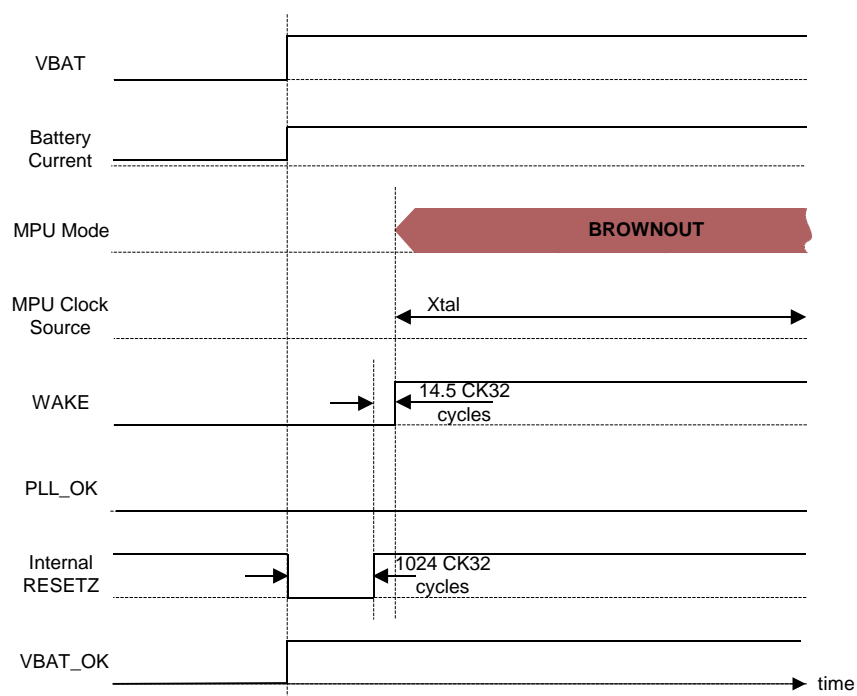 VBAT
Battery
Current
MPU Mode
BROWNOUT
MPU Clock
Source
Xtal
WAKE
14.5 CK32
cycles
PLL_OK
Internal
RESETZ
1024 CK32
cycles
VBAT_OK
time